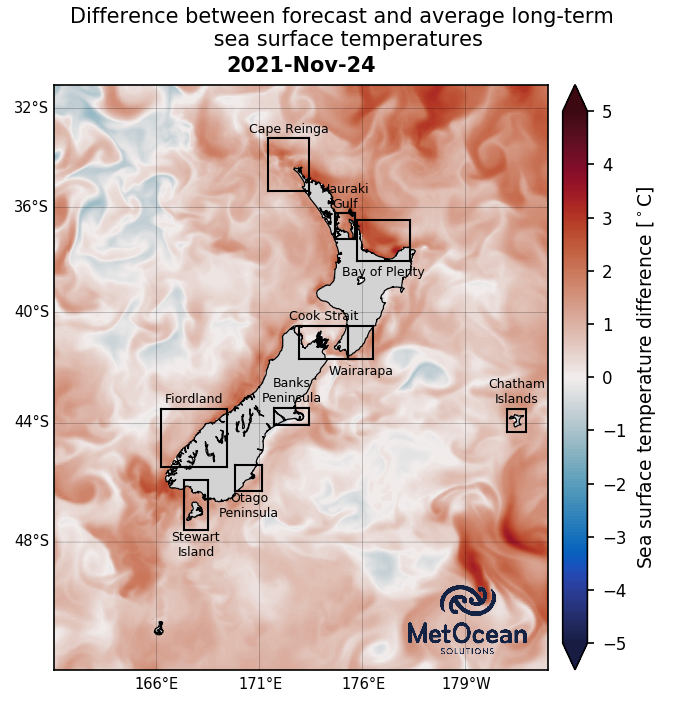 Difference between forecast and average long-term
sea surface temperatures
2021-Nov-24
32°S
36°S
40°S
44°S
48°S
Cape Reinga
Hauraki
Gulf
Bay of Plenty
Cook Strait
Wairarapa
Banks
Peninsula
Fiordland
Chatham
Islands
Otago
Peninsula
Stewart
Island
MetOcean
SOLUTIONS
166°E
171°E
176°E
179°W
5
4
3
2
1
0
−1
−2
−3
−4
−5
Sea surface temperature difference [°C]